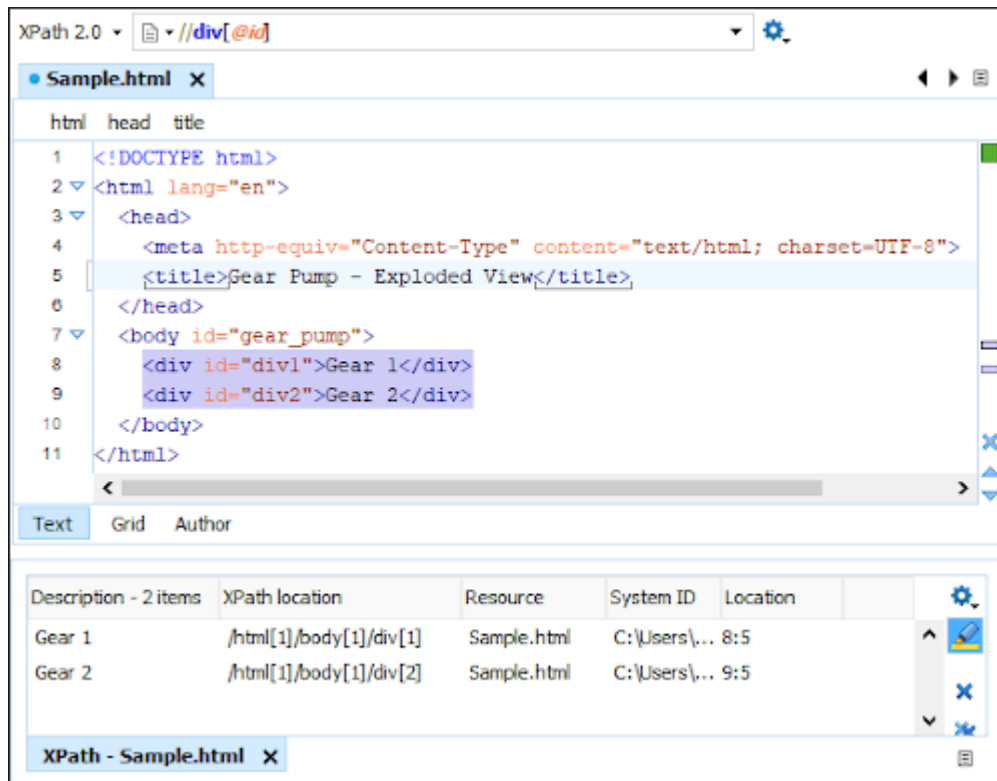 XPath 2.0 //div[@id]
Sample.html
html head title
1 <!DOCTYPE html>
2 <html lang="en">
3 <head>
4 <meta http-equiv="Content-Type" content="text/html; charset=UTF-8">
5 <title>Gear Pump - Exploded View</title>
6 </head>
7 <body id="gear_pump">
8 <div id="div1">Gear 1</div>
9 <div id="div2">Gear 2</div>
10 </body>
11 </html>
Text Grid Author
Description - 2 items XPath location Resource System ID Location
Gear 1 /html[1]/body[1]/div[1] Sample.html C:\Users\... 8:5
Gear 2 /html[1]/body[1]/div[2] Sample.html C:\Users\... 9:5
XPath - Sample.html